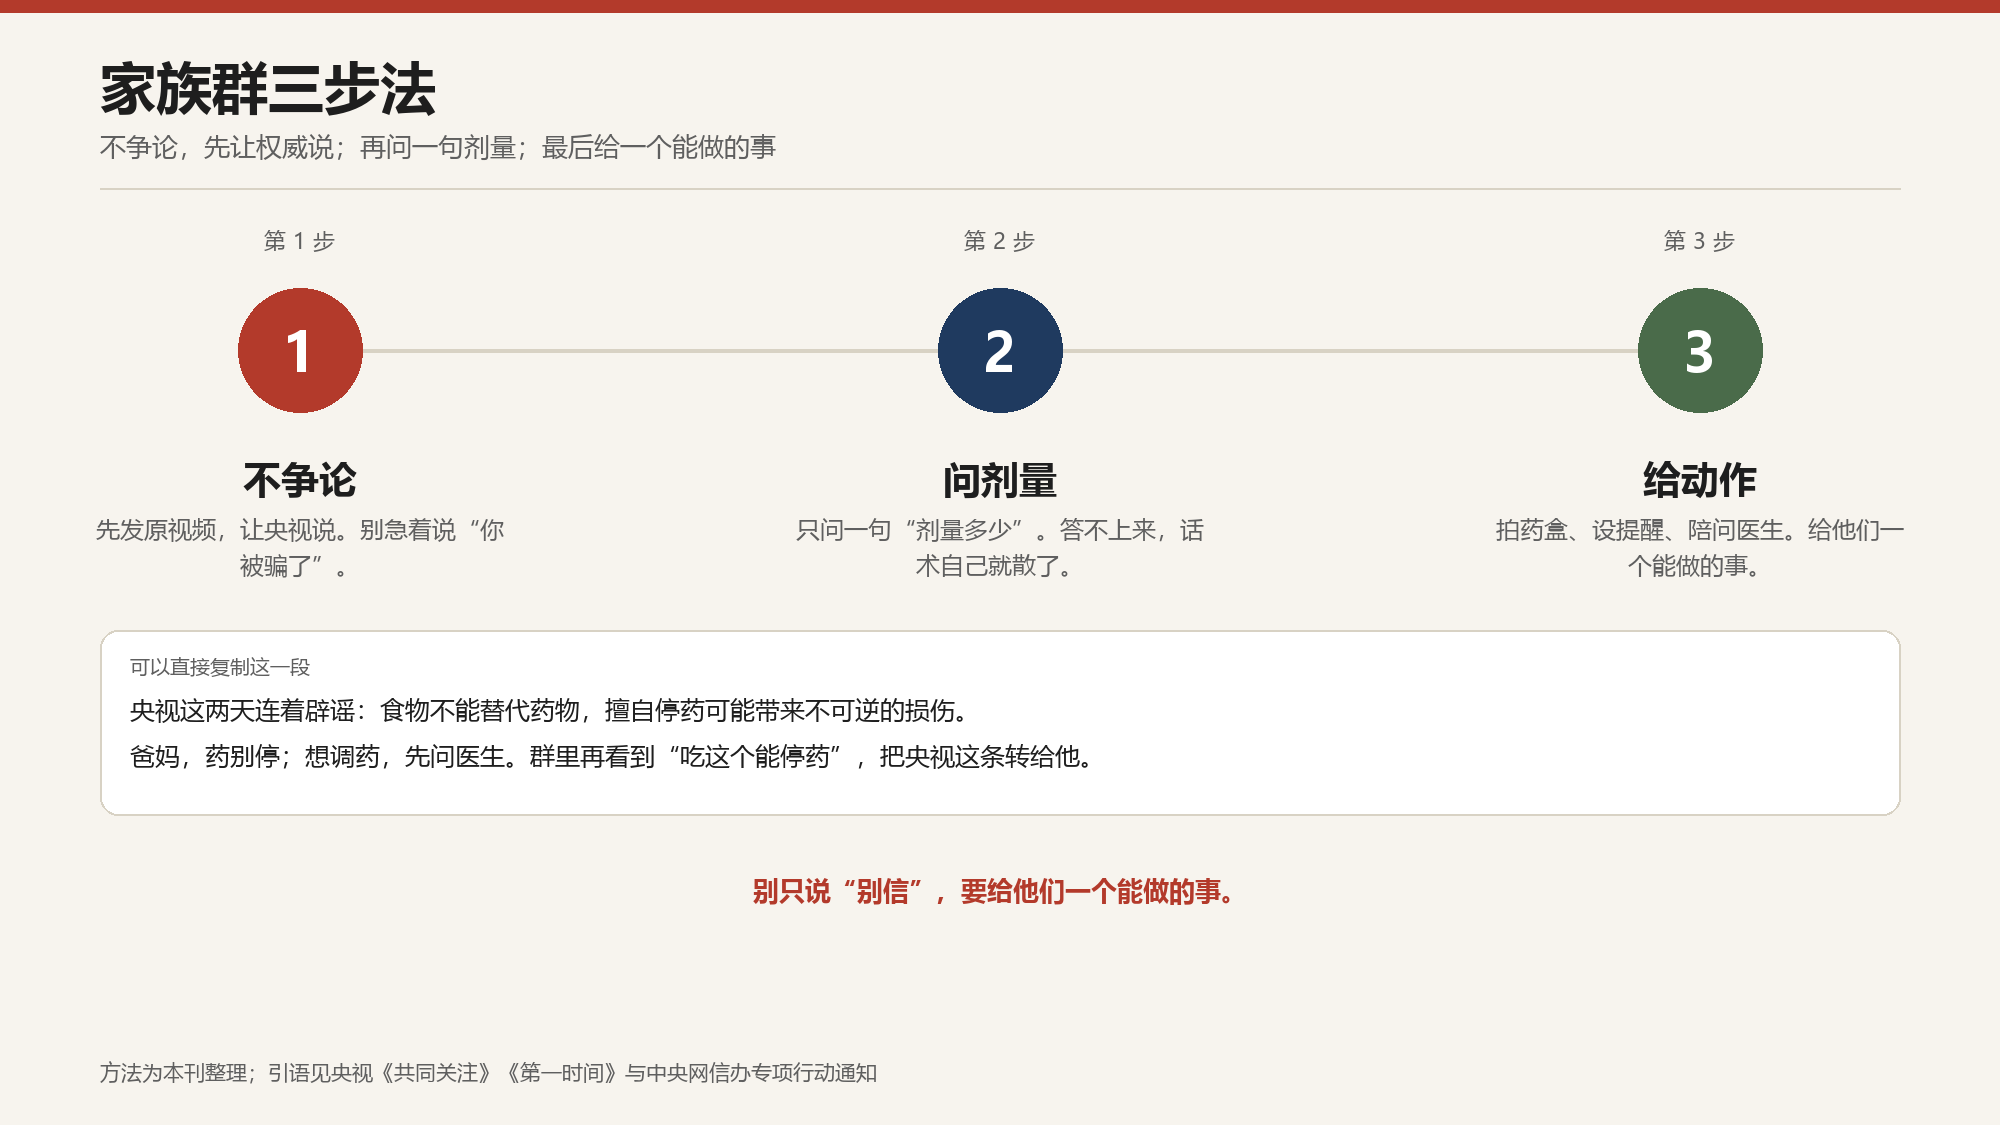 家族群三步法
不争论，先让权威说；再问一句剂量；最后给一个能做的事
第 1 步
第 2 步
第 3 步
1
2
3
不争论
问剂量
给动作
先发原视频，让央视说。别急着说“你
被骗了”。
只问一句“剂量多少”。答不上来，话
术自己就散了。
拍药盒、设提醒、陪问医生。给他们一
个能做的事。
可以直接复制这一段
央视这两天连着辟谣：食物不能替代药物，擅自停药可能带来不可逆的损伤。
爸妈，药别停；想调药，先问医生。群里再看到“吃这个能停药”，把央视这条转给他。
别只说“别信”，要给他们一个能做的事。
方法为本刊整理；引语见央视《共同关注》《第一时间》与中央网信办专项行动通知